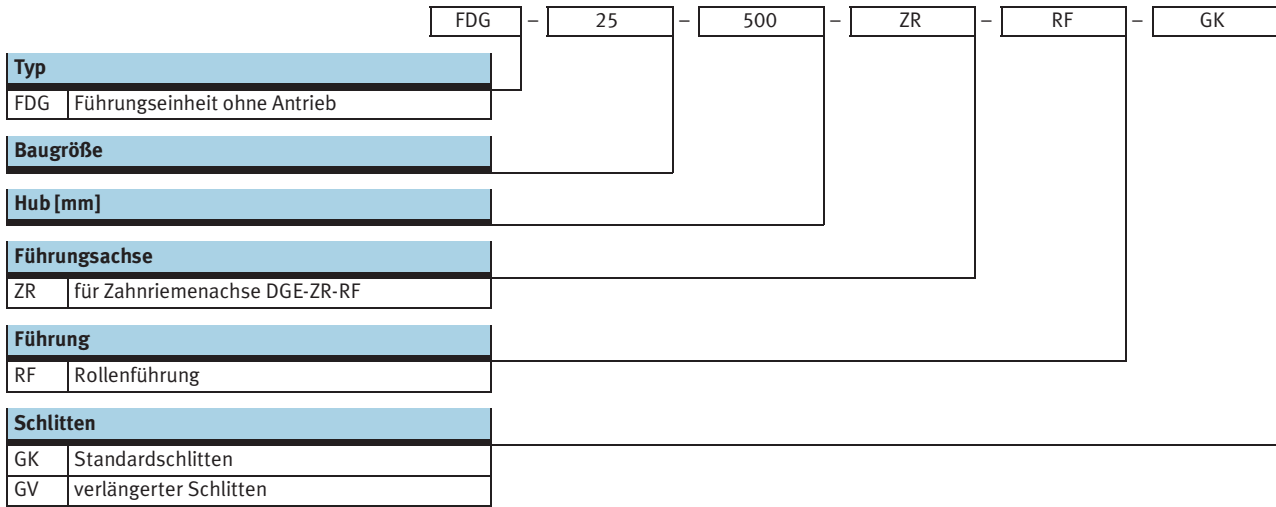 FDG – 25 – 500 – ZR – RF – GK
Typ
FDG Führungseinheit ohne Antrieb
Baugröße
Hub [mm]
Führungsachse
ZR für Zahnriemenachse DGE-ZR-RF
Führung
RF Rollenführung
Schlitten
GK Standardschlitten
GV verlängerter Schlitten